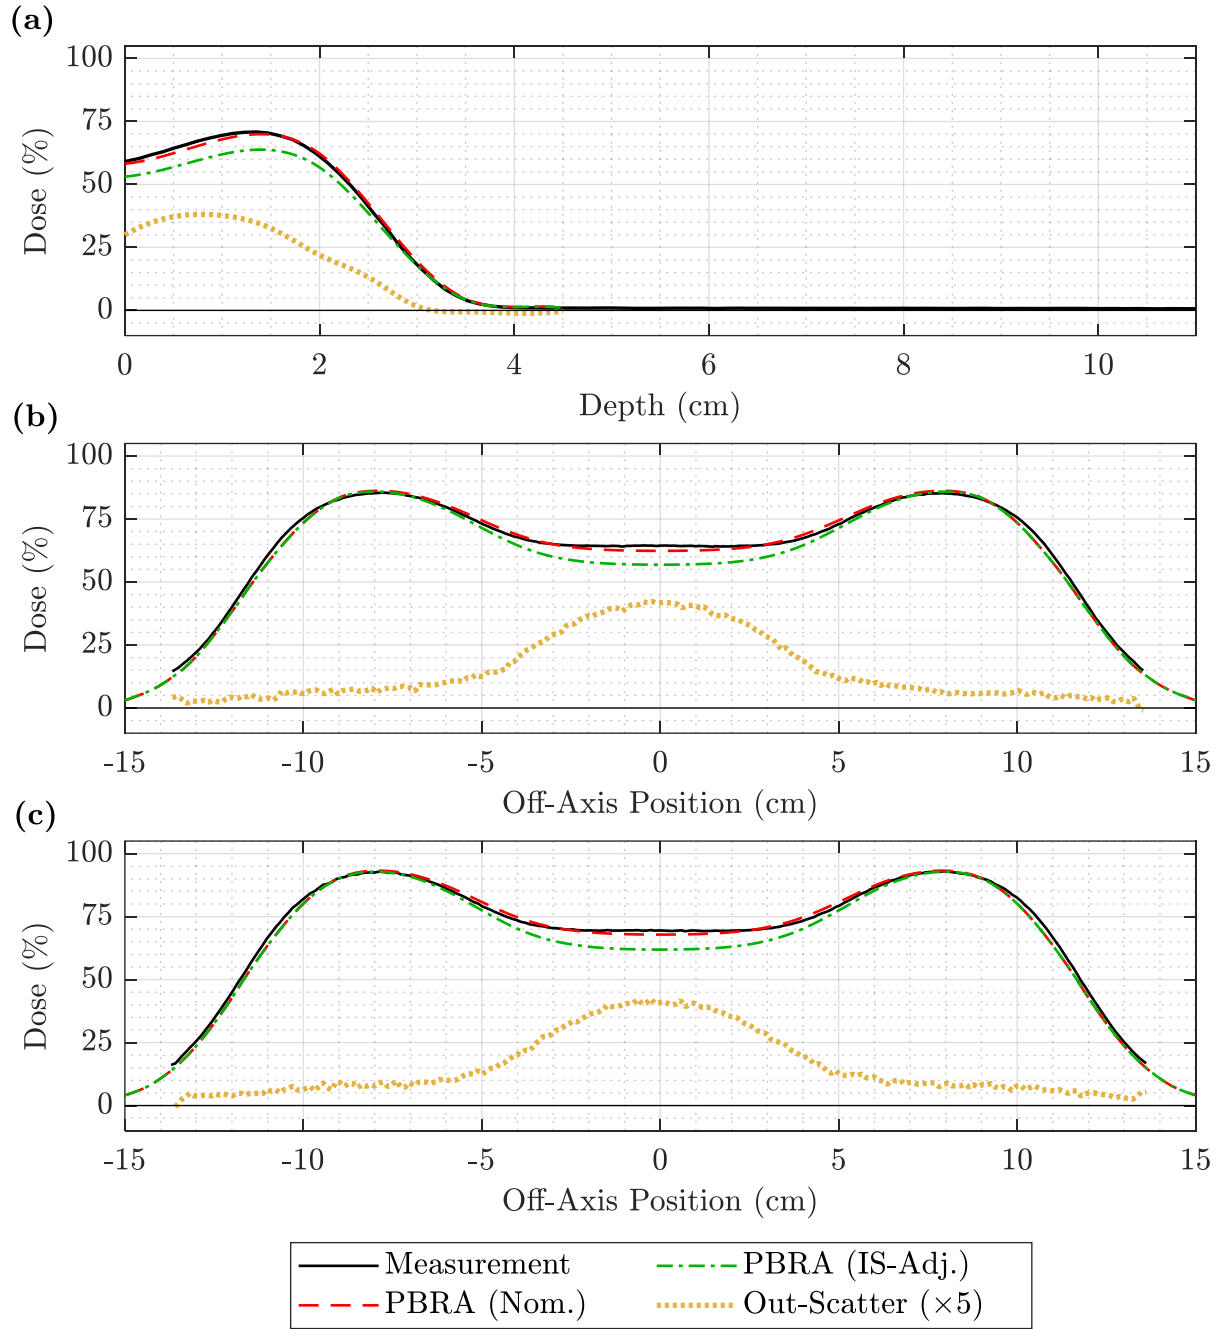 (a)
100
75
50
25
0
Dose (%)
0 2 4 6 8 10
Depth (cm)
(b)
100
75
50
25
0
Dose (%)
-15 -10 -5 0 5 10 15
Off-Axis Position (cm)
(c)
100
75
50
25
0
Dose (%)
-15 -10 -5 0 5 10 15
Off-Axis Position (cm)
Measurement PBRA (IS-Adj.)
PBRA (Nom.) Out-Scatter (×5)